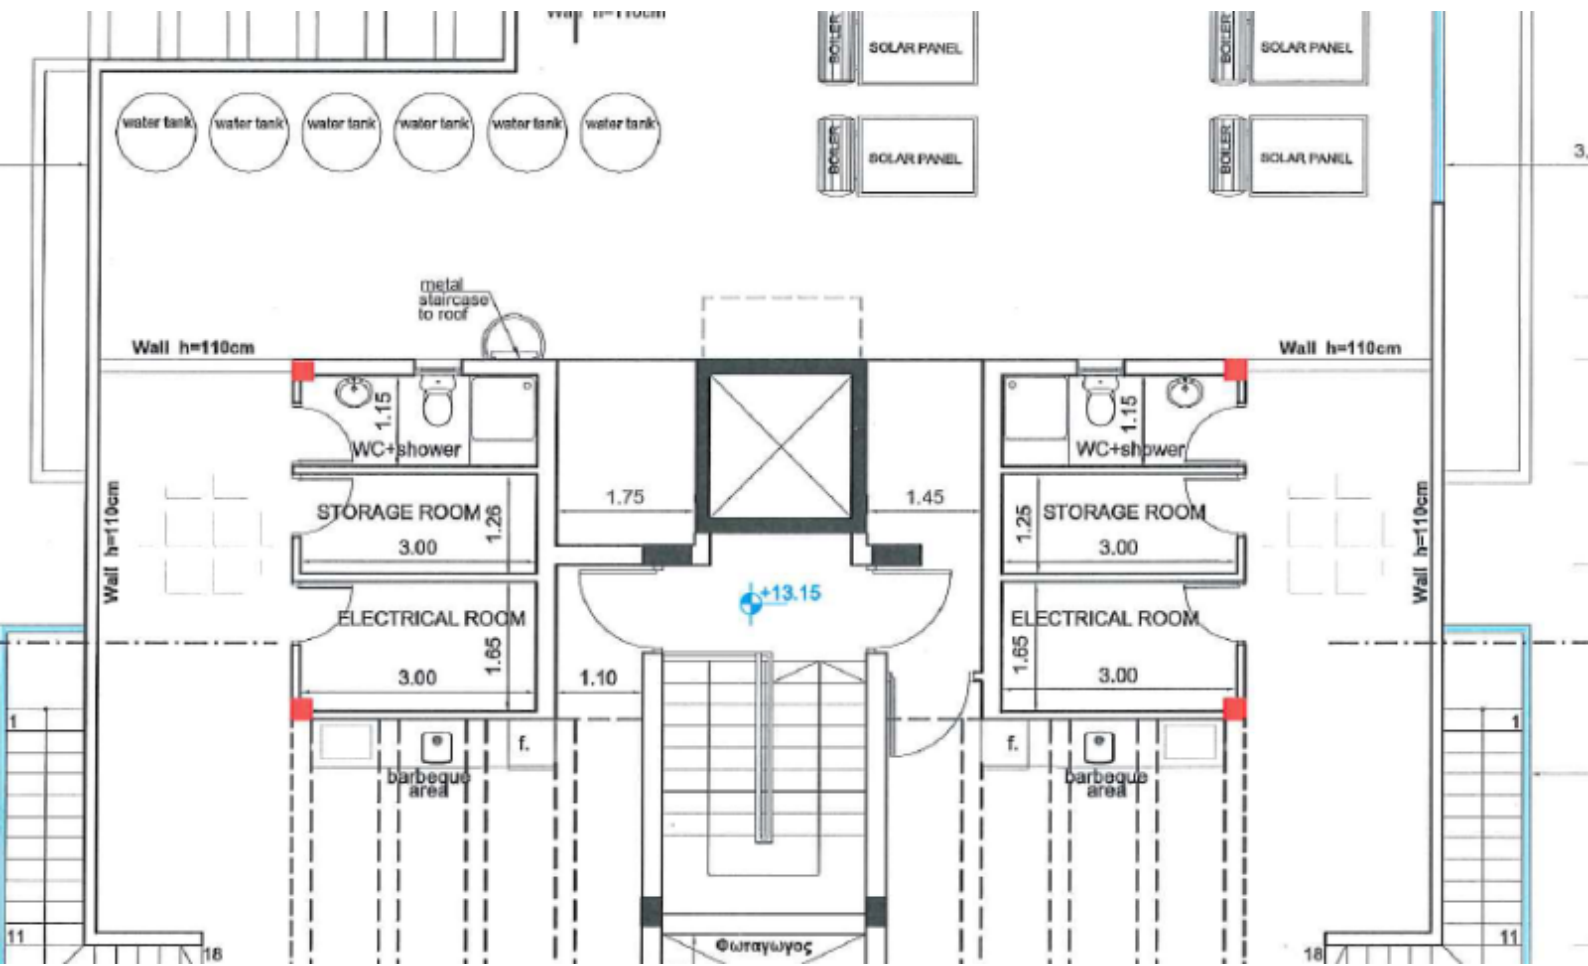 Wall h=110cm
BOILER SOLAR PANEL
BOILER SOLAR PANEL
water tank water tank water tank water tank water tank water tank
BOILER SOLAR PANEL
BOILER SOLAR PANEL
3.
metal
staircase
to roof
Wall h=110cm
Wall h=110cm
1.15
WC+shower
1.15
WC+shower
Wall h=110cm
STORAGE ROOM
1.26
3.00
1.75
1.45
1.25
STORAGE ROOM
3.00
Wall h=110cm
+13.15
ELECTRICAL ROOM
1.65
3.00
1.10
ELECTRICAL ROOM
1.65
3.00
1
f.
barbeque
area
f.
barbeque
area
1
11
18
Φωταγωγος
18
11